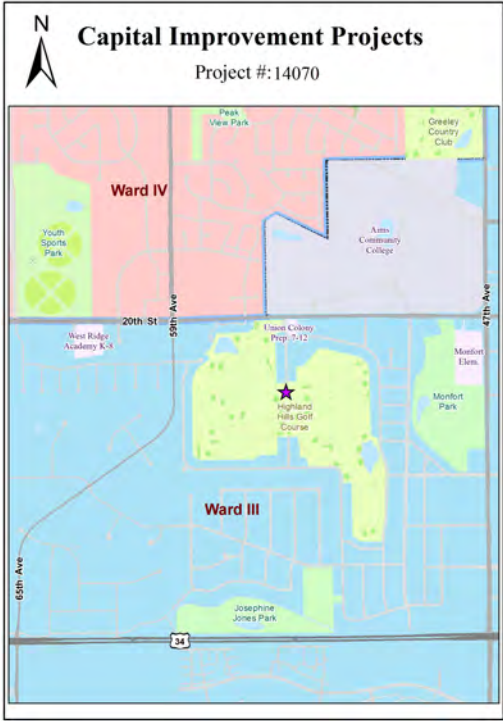 N
Capital Improvement Projects
Project #:14070
Peak
View Park
Greeley
Country
Club
Ward IV
Youth
Sports
Park
Aims
Community
College
59th Ave
47th Ave
20th St
West Ridge
Academy K-8
Union Colony
Prep. 7-12
Monfort
Elem.
Monfort
Park
Highland
Hills Golf
Course
Ward III
65th Ave
Josephine
Jones Park
34